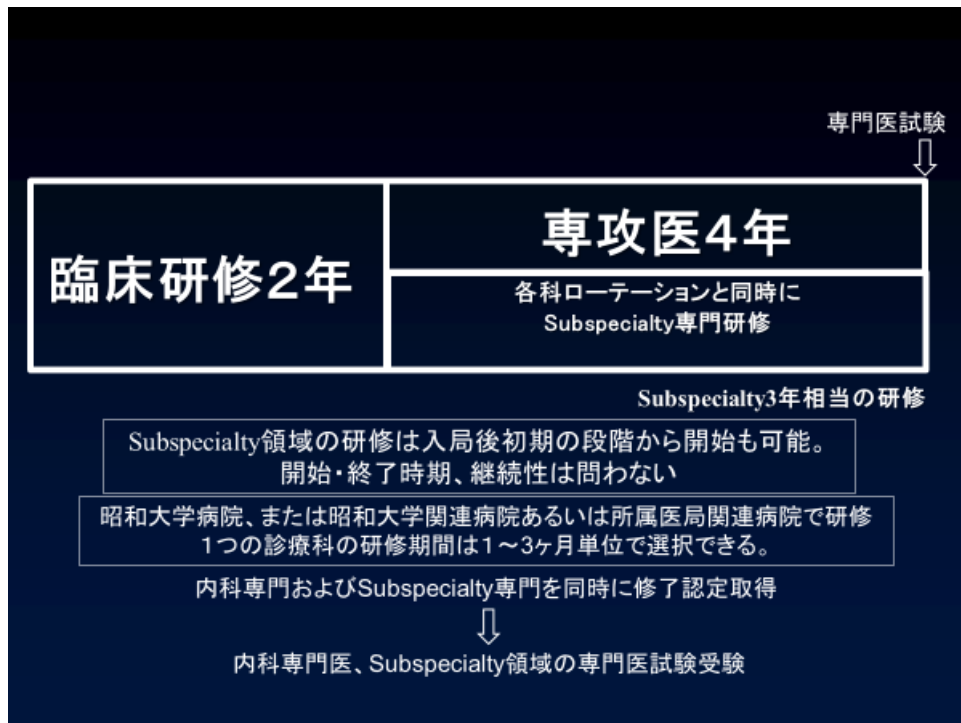 専門医試験
臨床研修２年
専攻医４年
各科ローテーションと同時に
Subspecialty専門研修
Subspecialty3年相当の研修
Subspecialty領域の研修は入局後初期の段階から開始も可能。
開始・終了時期、継続性は問わない
昭和大学病院、または昭和大学関連病院あるいは所属医局関連病院で研修
１つの診療科の研修期間は１～３ヶ月単位で選択できる。
内科専門およびSubspecialty専門を同時に修了認定取得
内科専門医、Subspecialty領域の専門医試験受験